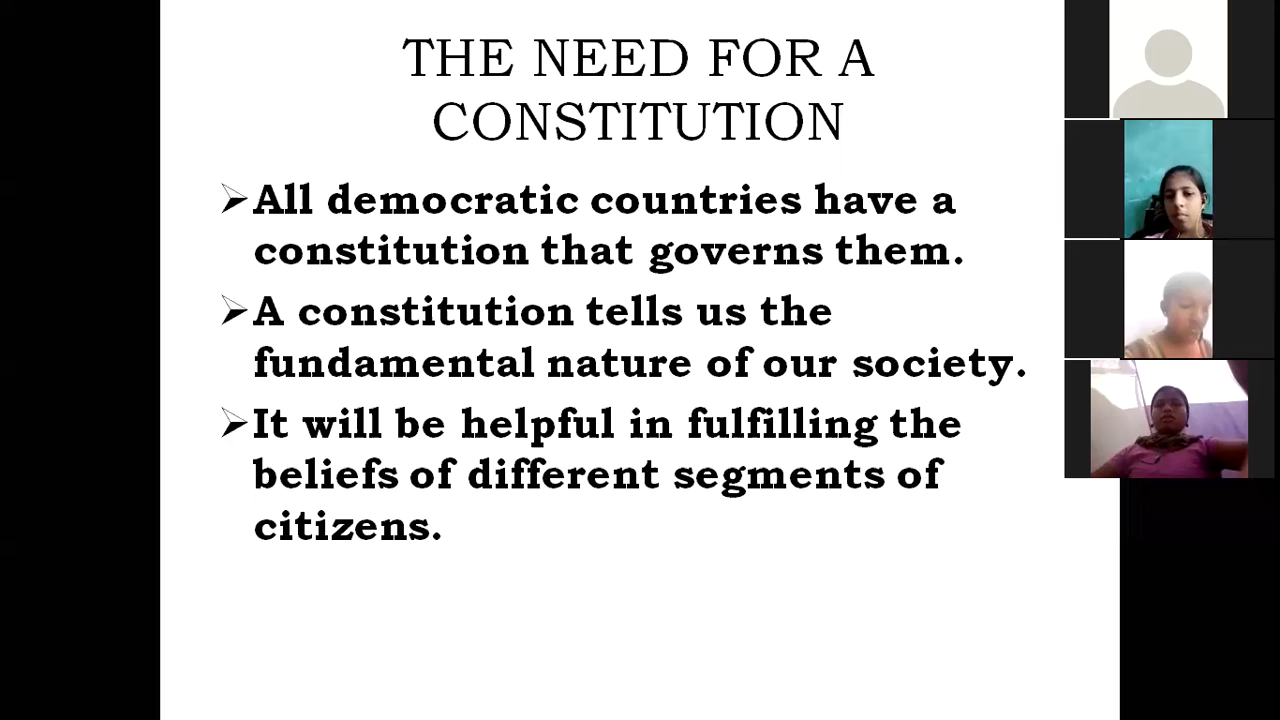 THE NEED FOR A
CONSTITUTION
All democratic countries have a
constitution that governs them.
A constitution tells us the
fundamental nature of our society.
It will be helpful in fulfilling the
beliefs of different segments of
citizens.